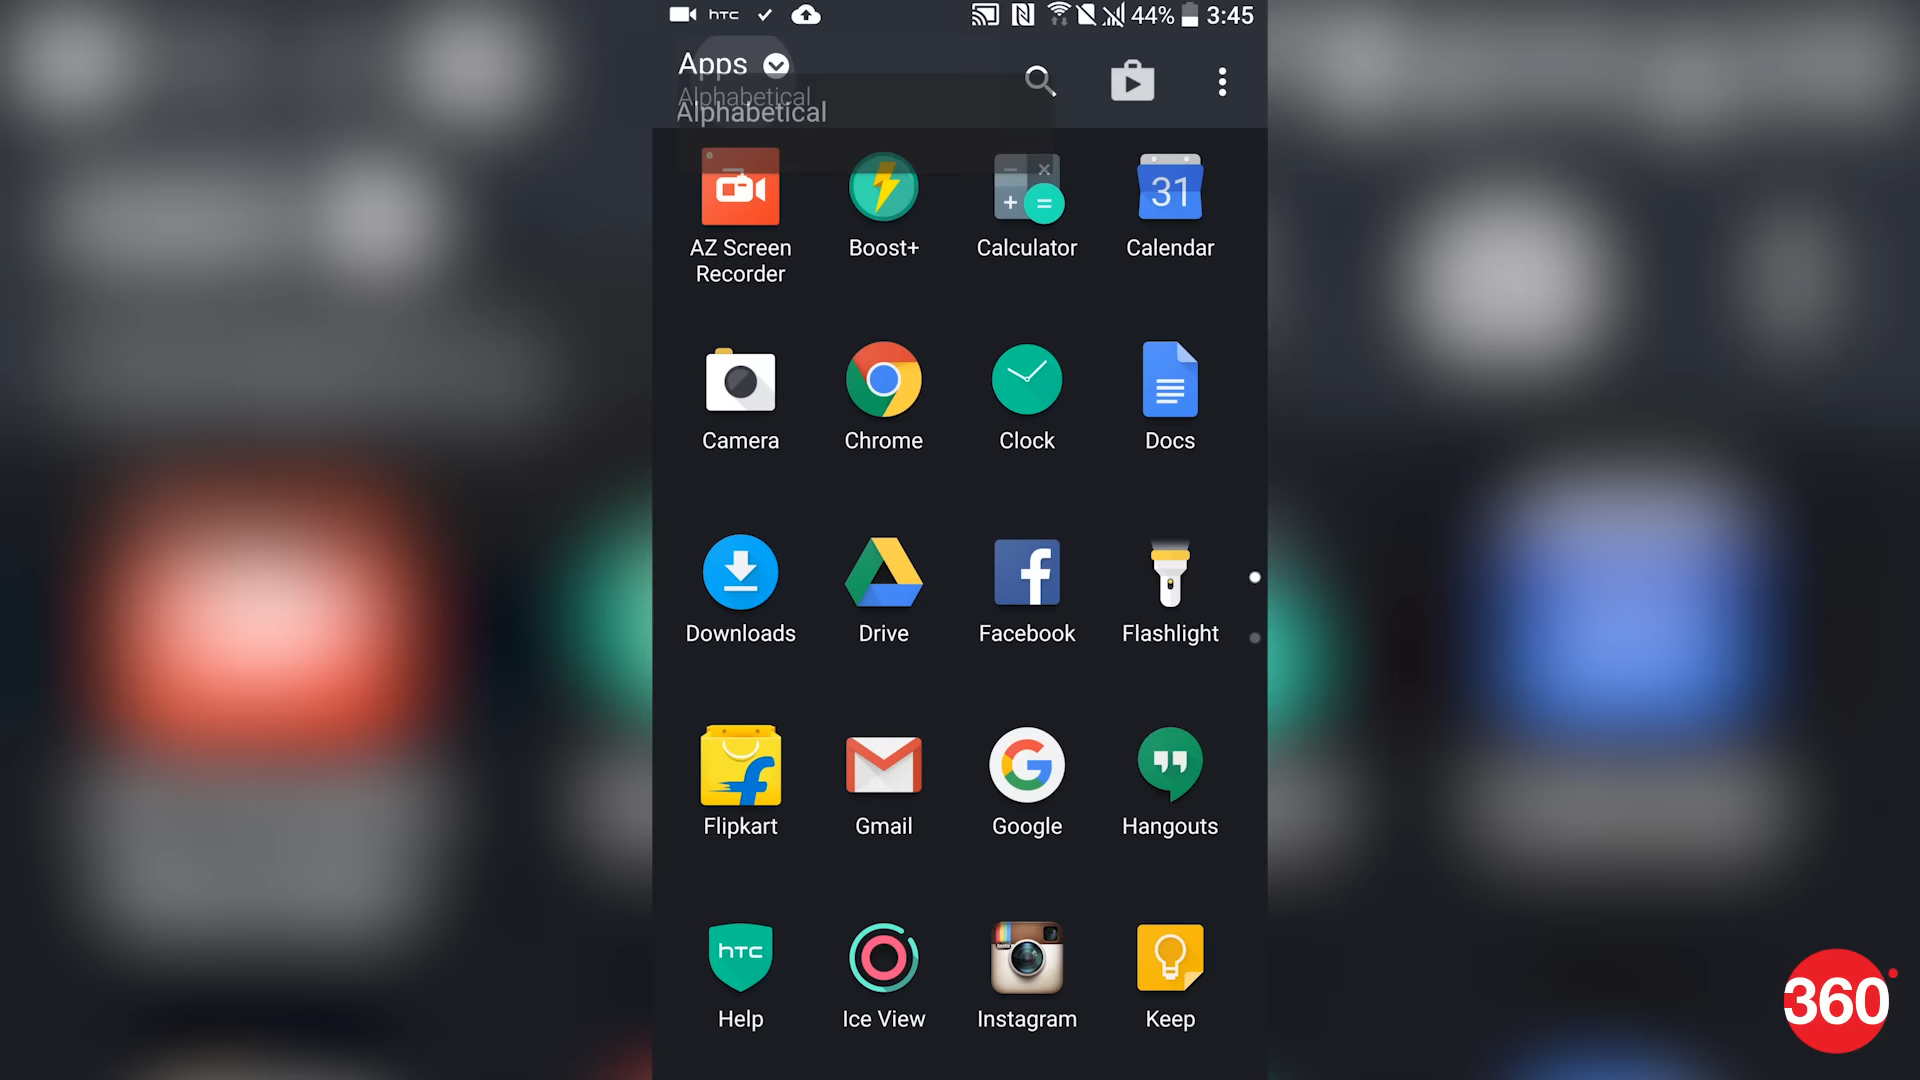 hTC 44% 3:45
Apps
Alphabetical
Alphabetical
31
AZ Screen Boost+ Calculator Calendar
Recorder
Camera Chrome Clock Docs
Downloads Drive Facebook Flashlight
Flipkart Gmail Google Hangouts
hTC
Help Ice View Instagram Keep
360